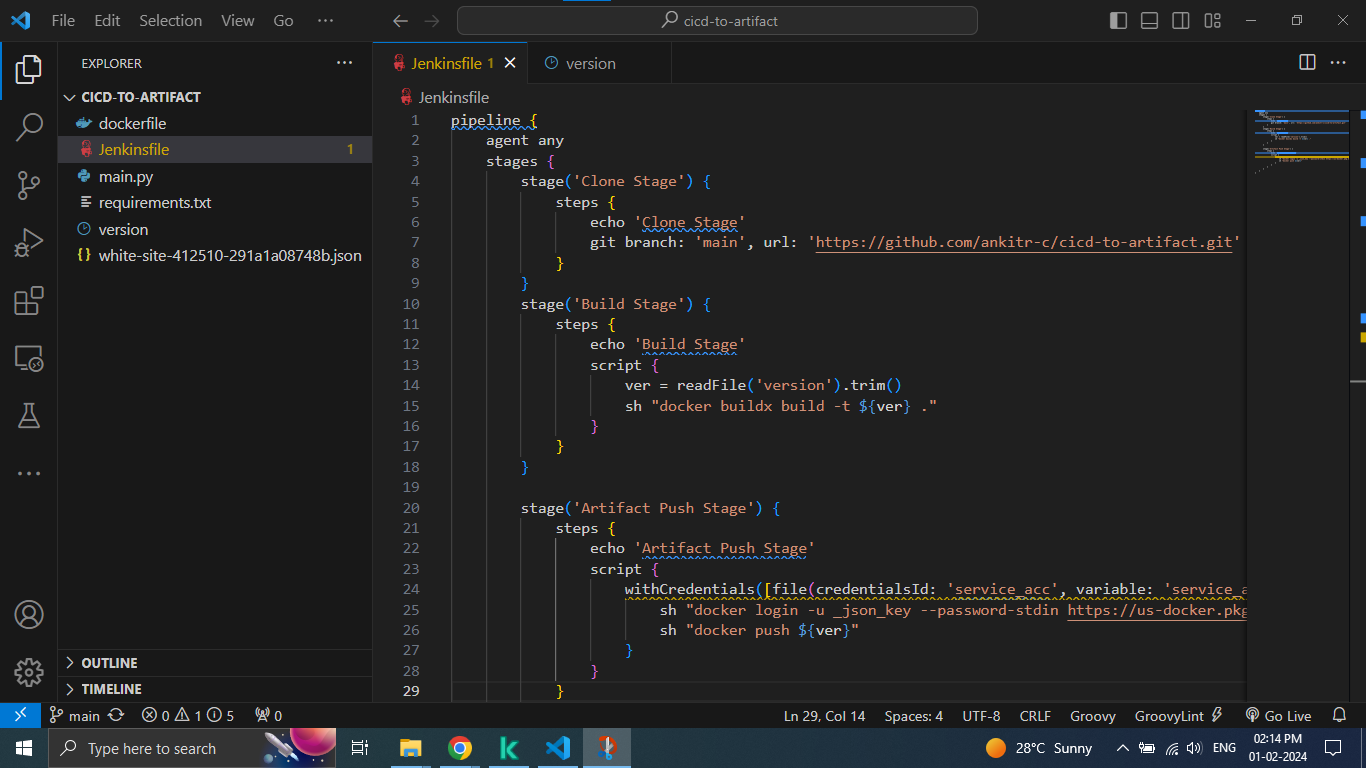 File Edit Selection View Go ··· cicd-to-artifact
EXPLORER ···
Jenkinsfile 1
version
CICD-TO-ARTIFACT
dockerfile
Jenkinsfile 1
main.py
requirements.txt
version
white-site-412510-291a1a08748b.json
OUTLINE
TIMELINE
Jenkinsfile
1 pipeline {
2 agent any
3 stages {
4 stage('Clone Stage') {
5 steps {
6 echo 'Clone Stage'
7 git branch: 'main', url: 'https://github.com/ankitr-c/cicd-to-artifact.git'
8 }
9 }
10 stage('Build Stage') {
11 steps {
12 echo 'Build Stage'
13 script {
14 ver = readFile('version').trim()
15 sh "docker buildx build -t ${ver} ."
16 }
17 }
18 }
19
20 stage('Artifact Push Stage') {
21 steps {
22 echo 'Artifact Push Stage'
23 script {
24 withCredentials([file(credentialsId: 'service_acc', variable: 'service_a
25 sh "docker login -u _json_key --password-stdin https://us-docker.pkg
26 sh "docker push ${ver}"
27 }
28 }
29 }
main 0 1 5 0 Ln 29, Col 14 Spaces: 4 UTF-8 CRLF Groovy GroovyLint Go Live
Type here to search 28°C Sunny ENG 02:14 PM
01-02-2024